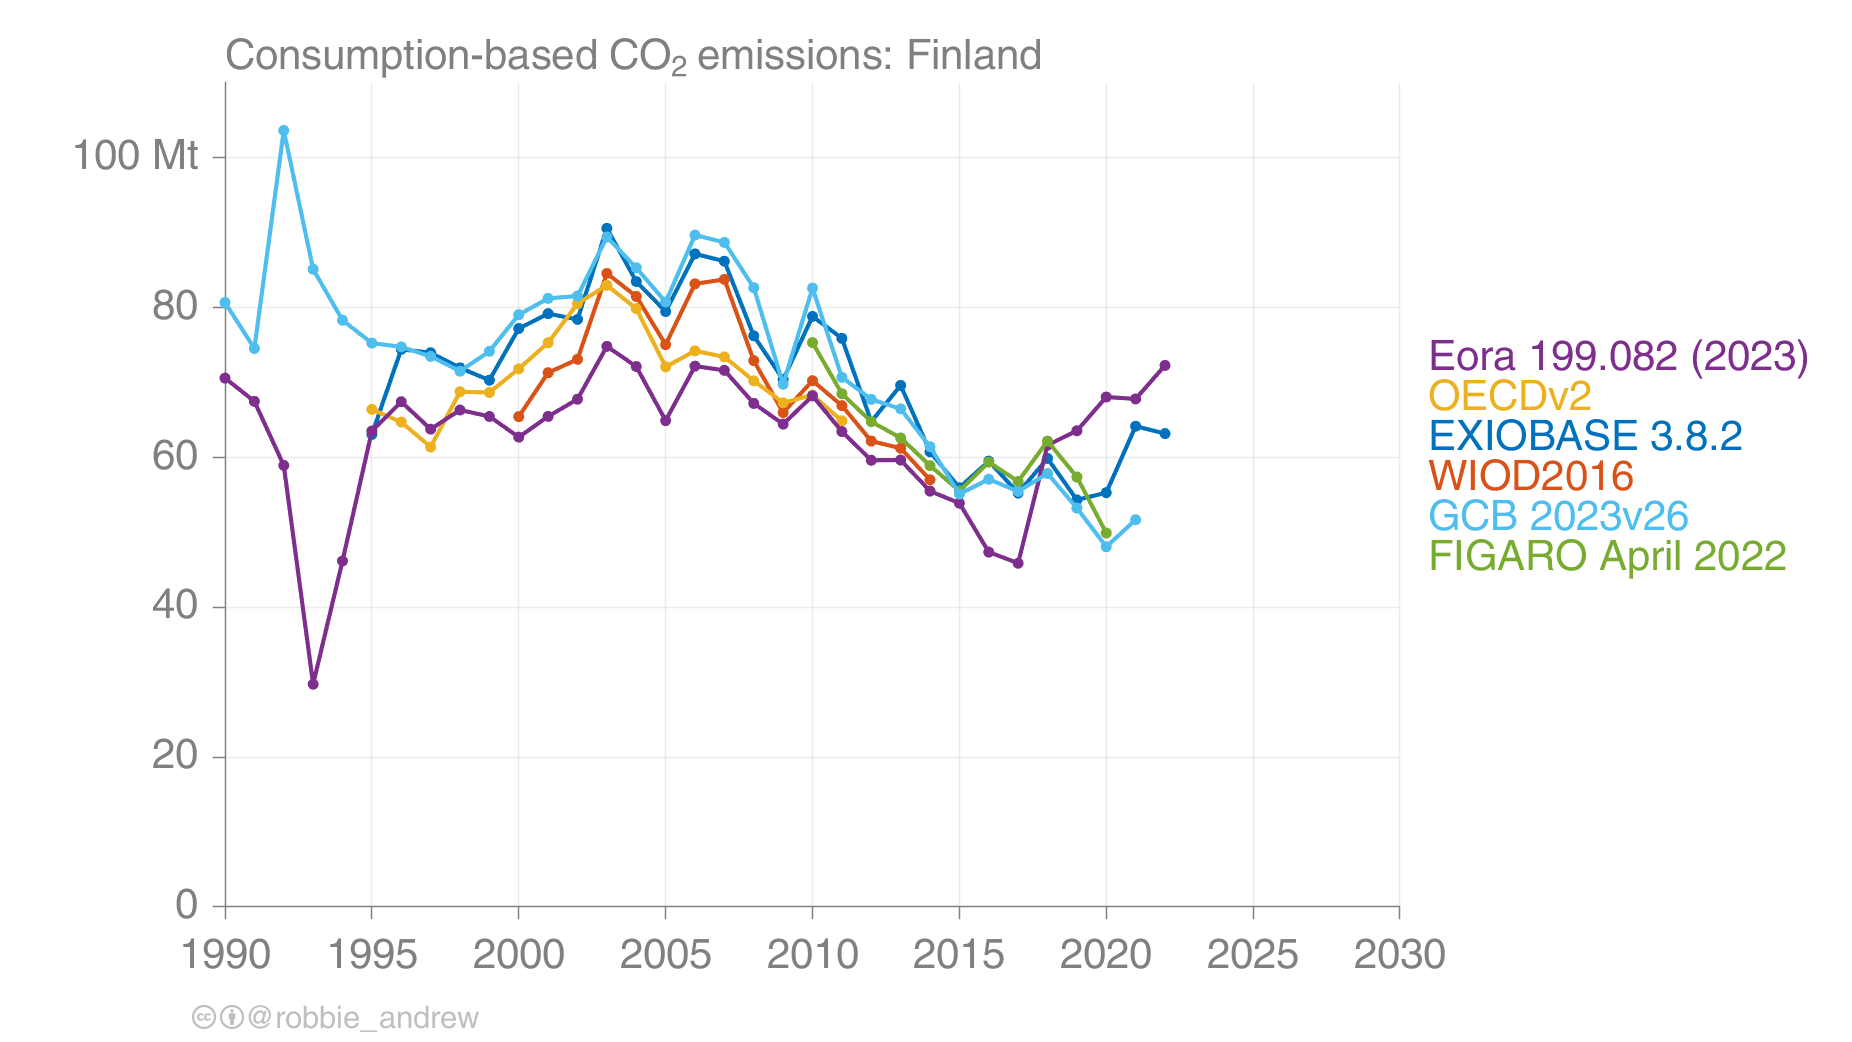 Consumption-based CO₂ emissions: Finland
100 Mt
80
60
40
20
0
1990 1995 2000 2005 2010 2015 2020 2025 2030
Eora 199.082 (2023)
OECDv2
EXIOBASE 3.8.2
WIOD2016
GCB 2023v26
FIGARO April 2022
cc @robbie_andrew